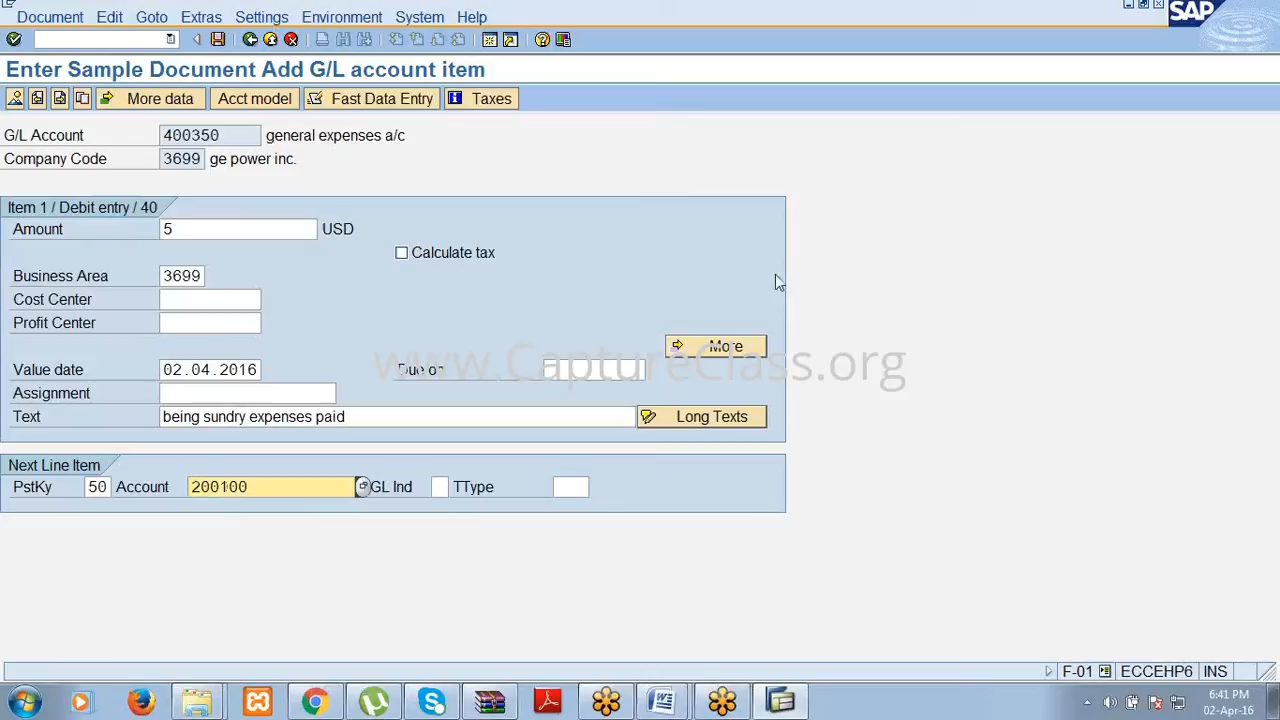 Document Edit Goto Extras Settings Environment System Help
SAP
Enter Sample Document Add G/L account item
More data Acct model Fast Data Entry Taxes
G/L Account 400350 general expenses a/c
Company Code 3699 ge power inc.
Item 1 / Debit entry / 40
Amount 5 USD
Calculate tax
Business Area 3699
Cost Center
Profit Center
More
www.CaptureClass.org
Value date 02.04.2016 Due on
Assignment
Text being sundry expenses paid Long Texts
Next Line Item
PstKy 50 Account 200100 GL Ind TType
F-01 ECCEHP6 INS
6:41 PM
02-Apr-16